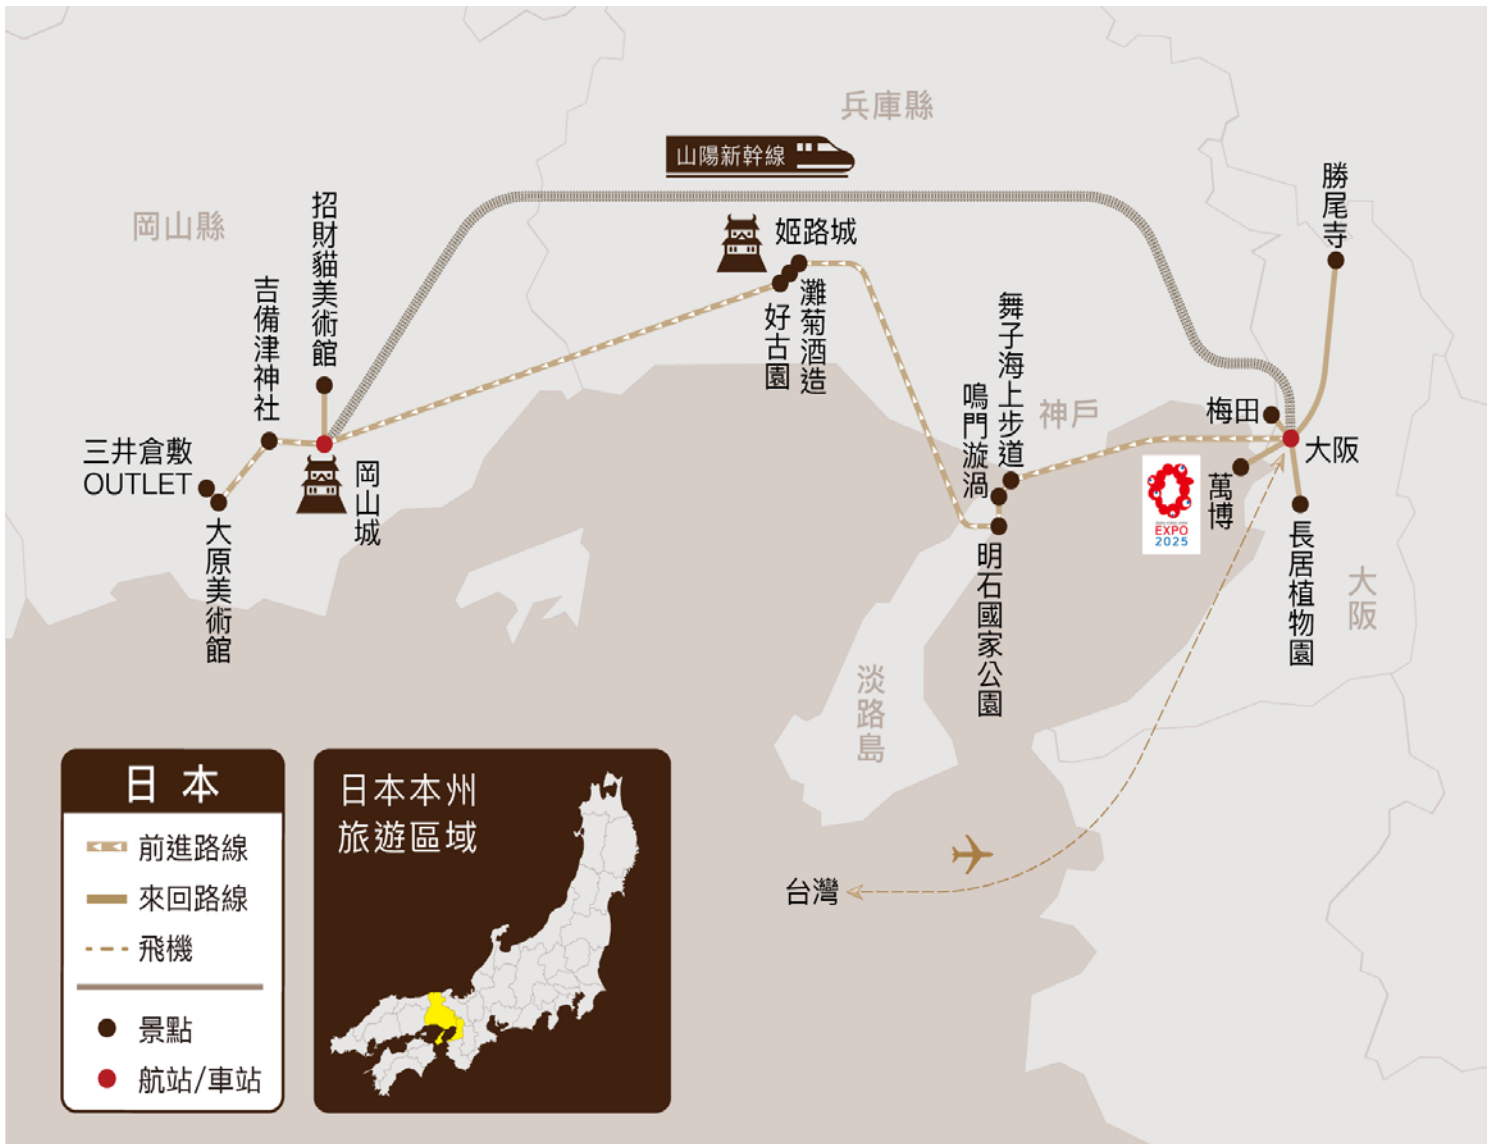 兵庫縣
山陽新幹線
岡山縣
招財貓美術館
吉備津神社
三井倉敷
OUTLET
大原美術館
岡山城
姬路城
灘菊酒造
好古園
舞子海上步道
鳴門漩渦
明石國家公園
神戶
淡路島
勝尾寺
梅田
大阪
萬博
EXPO
2025
長居植物園
大阪
台灣
日本
前進路線
來回路線
飛機
景點
航站/車站
日本本州
旅遊區域